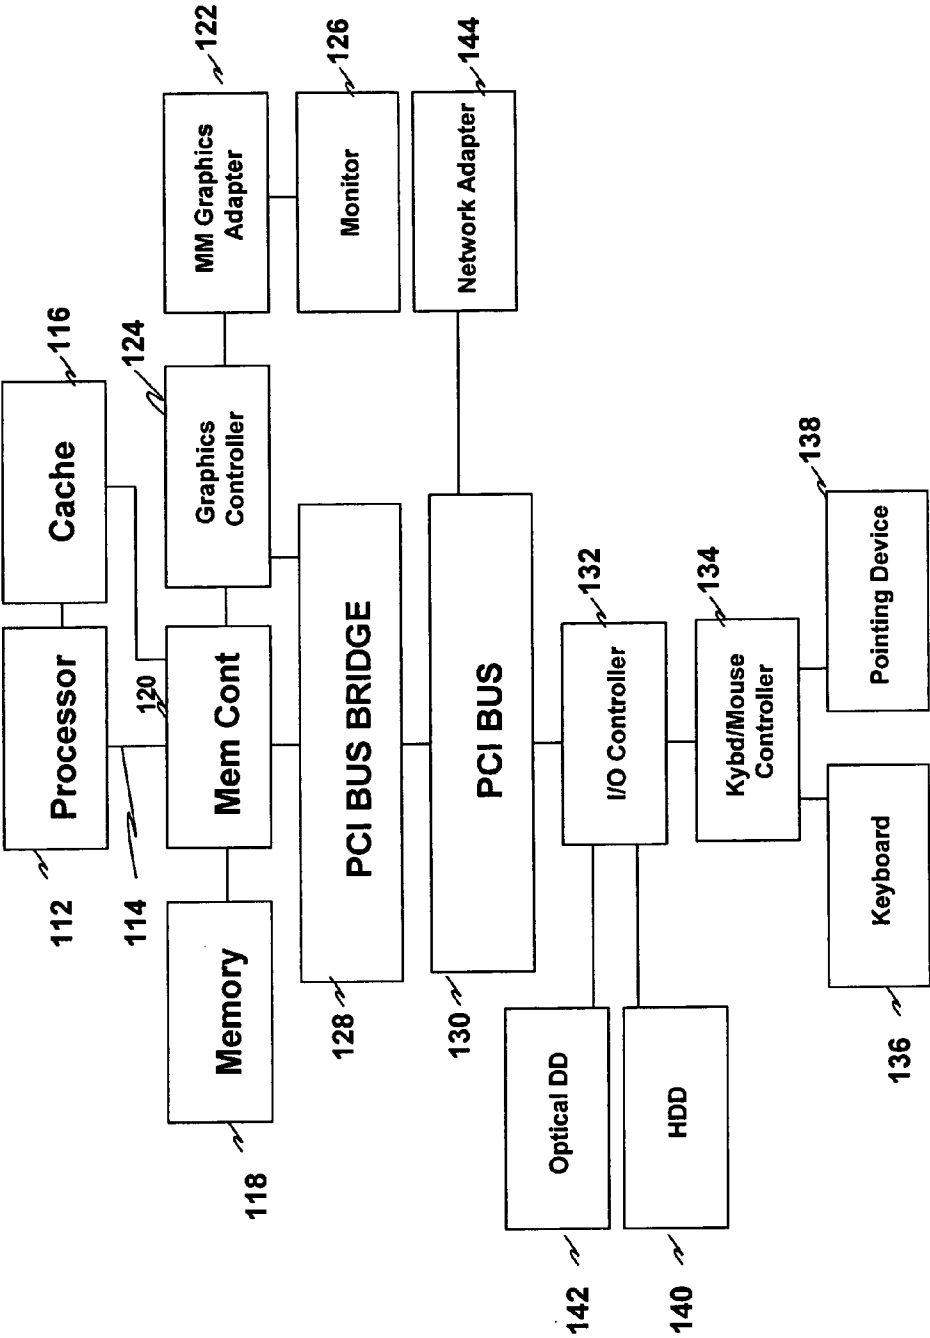 112
Processor
Cache
116
114
120
118
Memory
Mem Cont
124
Graphics
Controller
MM Graphics
Adapter
122
128
PCI BUS BRIDGE
Monitor
126
130
PCI BUS
Network Adapter
144
142
Optical DD
I/O Controller
132
140
HDD
Kybd/Mouse
Controller
134
136
Keyboard
Pointing Device
138